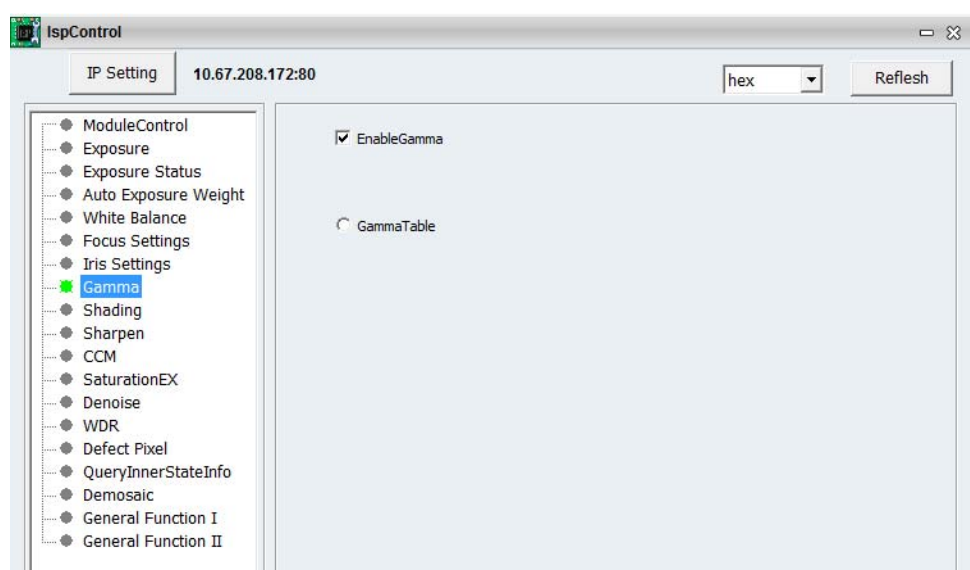 IspControl
IP Setting 10.67.208.172:80 hex Reflesh
ModuleControl
Exposure
Exposure Status
Auto Exposure Weight
White Balance
Focus Settings
Iris Settings
Gamma
Shading
Sharpen
CCM
SaturationEX
Denoise
WDR
Defect Pixel
QueryInnerStateInfo
Demosaic
General Function I
General Function II
EnableGamma
GammaTable